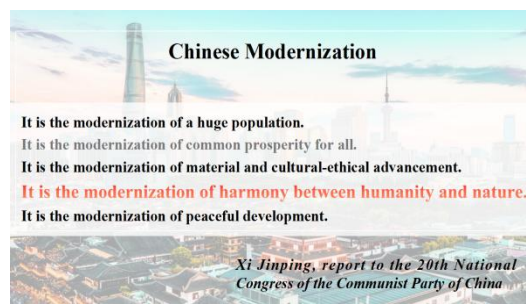 Chinese Modernization
It is the modernization of a huge population.
It is the modernization of common prosperity for all.
It is the modernization of material and cultural-ethical advancement.
It is the modernization of harmony between humanity and nature.
It is the modernization of peaceful development.
Xi Jinping, report to the 20th National
Congress of the Communist Party of China